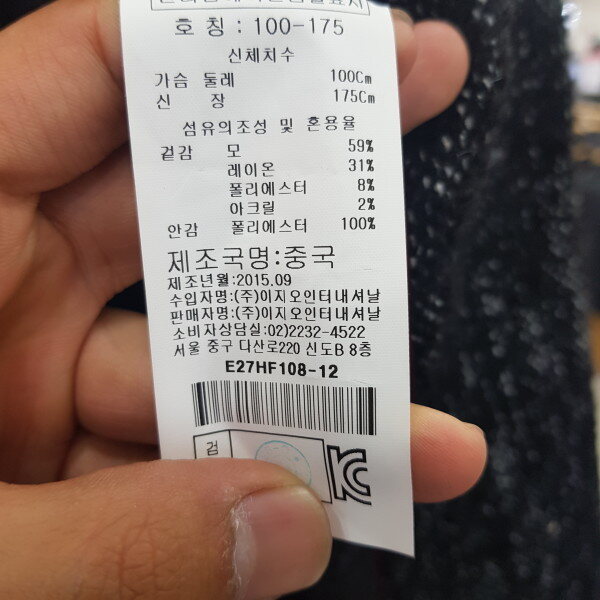 호 칭 : 100-175
신체치수
가슴 둘레 100Cm
신 장 175Cm
섬유의조성 및 혼용율
겉감 모 59%
레이온 31%
폴리에스터 8%
아크릴 2%
안감 폴리에스터 100%
제조국명:중국
제조년월:2015.09
수입자명:(주)이지오인터내셔날
판매자명:(주)이지오인터내셔날
소비자상담실:02)2232-4522
서울 중구 다산로220 신도B 8층
E27HF108-12
검